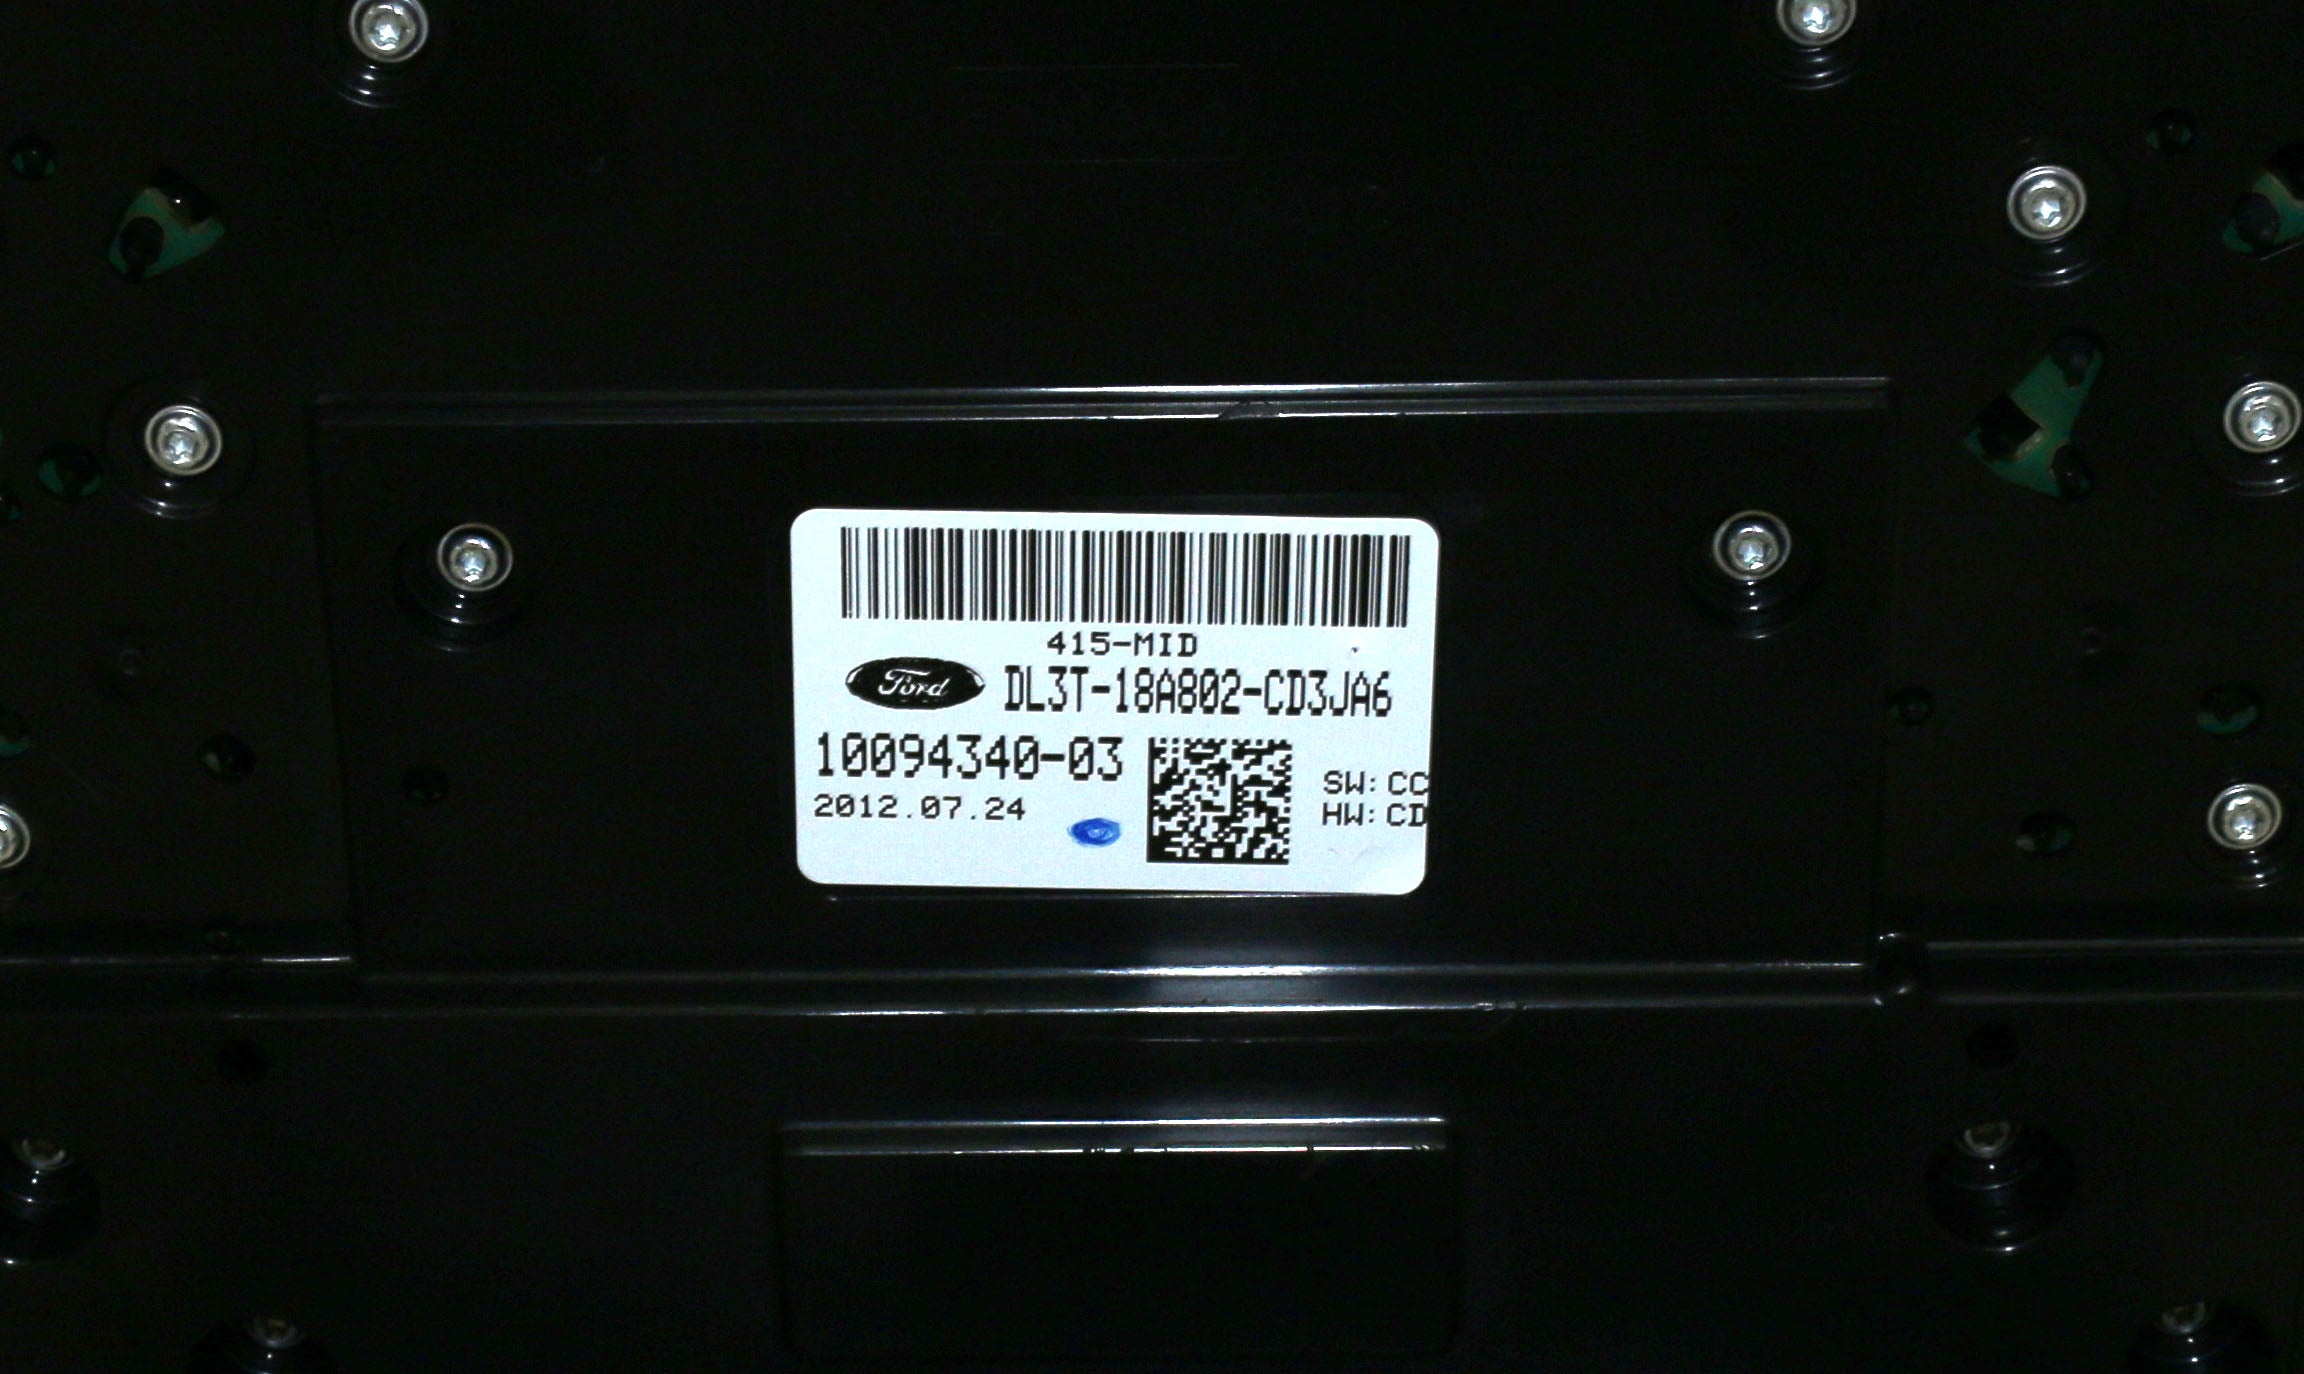 415-MID
Ford DL3T-18A802-CD3JA6
10094340-03
2012.07.24
SW: CC
HW: CD